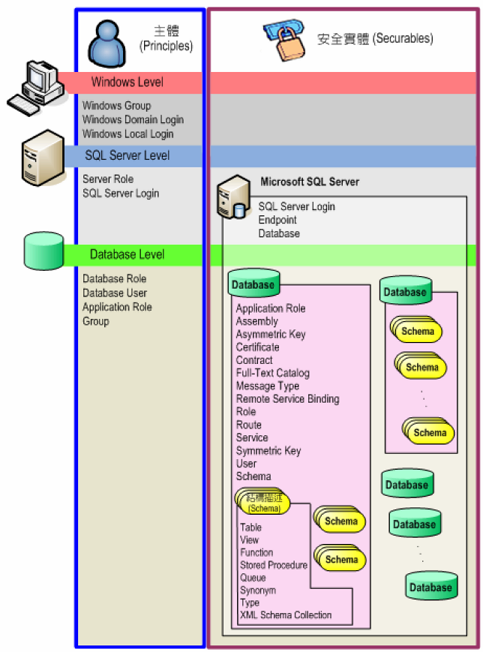 主體
(Principles)
安全實體 (Securables)
Windows Level
Windows Group
Windows Domain Login
Windows Local Login
SQL Server Level
Server Role
SQL Server Login
Microsoft SQL Server
SQL Server Login
Endpoint
Database
Database Level
Database Role
Database User
Application Role
Group
Database
Application Role
Assembly
Asymmetric Key
Certificate
Contract
Full-Text Catalog
Message Type
Remote Service Binding
Role
Route
Service
Symmetric Key
User
Schema
結構描述
(Schema)
Table
View
Function
Stored Procedure
Queue
Synonym
Type
XML Schema Collection
Schema
Schema
Database
Schema
Schema
Schema
Database
Database
Database